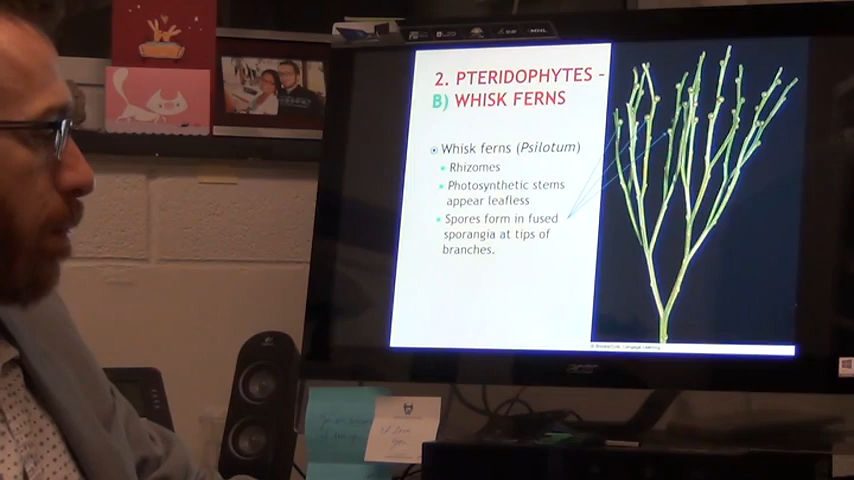 2. PTERIDOPHYTES -
B) WHISK FERNS
Whisk ferns (Psilotum)
Rhizomes
Photosynthetic stems
appear leafless
Spores form in fused
sporangia at tips of
branches.